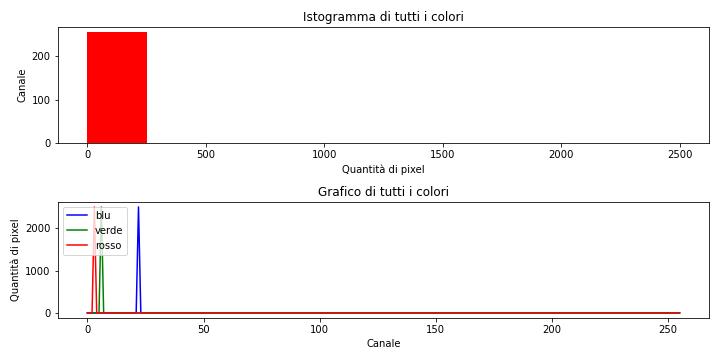 Istogramma di tutti i colori
Canale
200
100
0
0 500 1000 1500 2000 2500
Quantità di pixel
Grafico di tutti i colori
Quantità di pixel
2000
1000
0
blu
verde
rosso
0 50 100 150 200 250
Canale